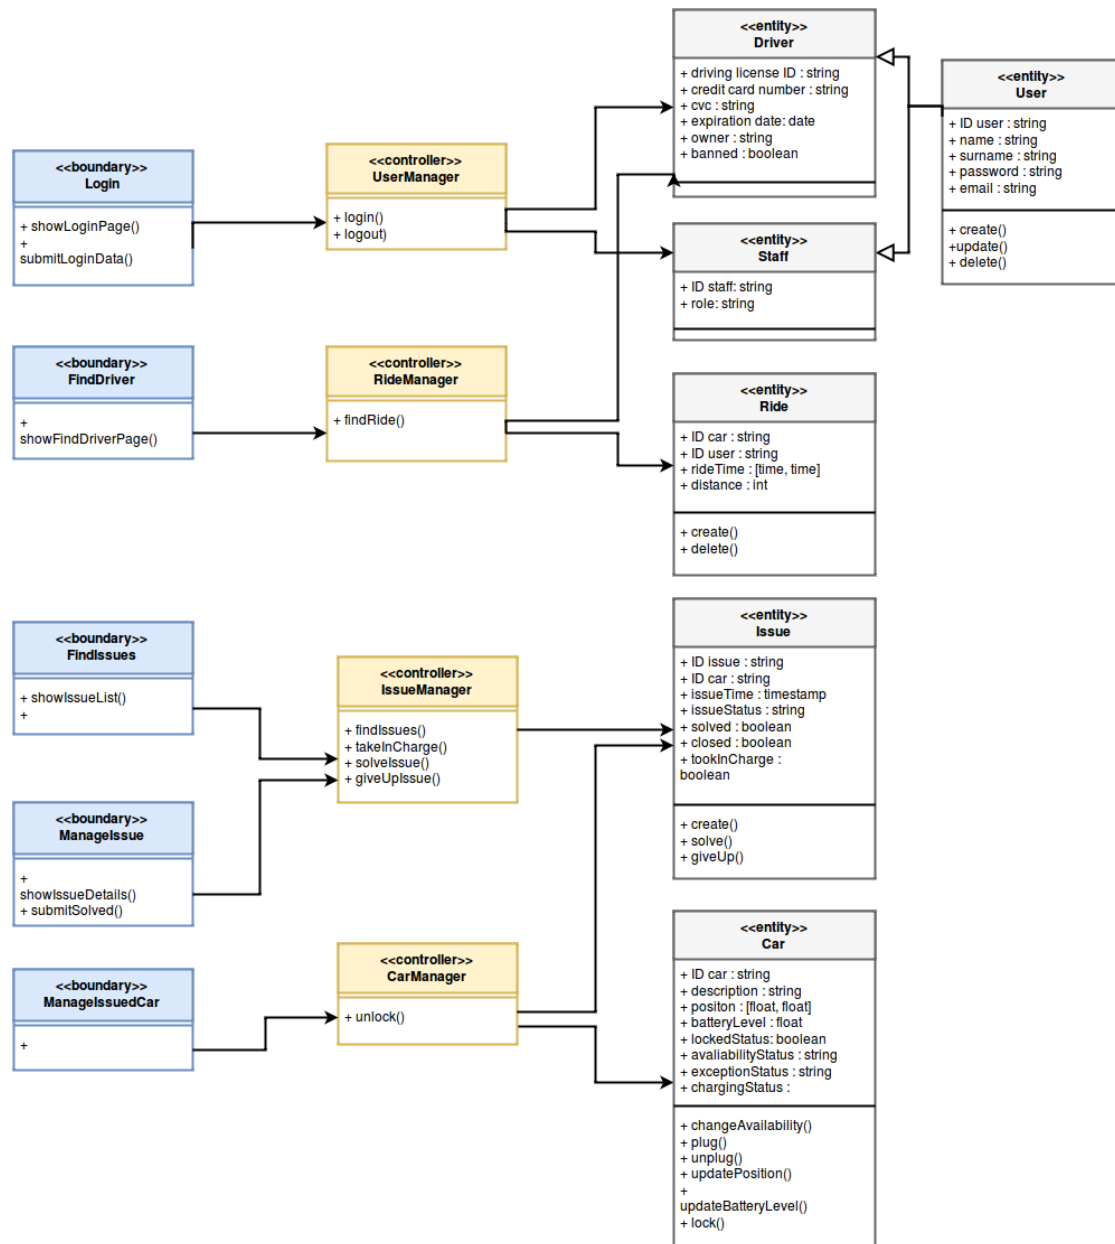 <<entity>>
Driver
+ driving license ID : string
+ credit card number : string
+ cvc : string
+ expiration date: date
+ owner : string
+ banned : boolean
<<entity>>
User
+ ID user : string
+ name : string
+ surname : string
+ password : string
+ email : string
+ create()
+update()
+ delete()
<<boundary>>
Login
+ showLoginPage()
+
submitLoginData()
<<controller>>
UserManager
+ login()
+ logout)
<<entity>>
Staff
+ ID staff: string
+ role: string
<<boundary>>
FindDriver
+
showFindDriverPage()
<<controller>>
RideManager
+ findRide()
<<entity>>
Ride
+ ID car : string
+ ID user : string
+ rideTime : [time, time]
+ distance : int
+ create()
+ delete()
<<boundary>>
FindIssues
+ showIssueList()
+
<<controller>>
IssueManager
+ findIssues()
+ takeInCharge()
+ solveIssue()
+ giveUpIssue()
<<entity>>
Issue
+ ID issue : string
+ ID car : string
+ issueTime : timestamp
+ issueStatus : string
+ solved : boolean
+ closed : boolean
+ tookInCharge :
boolean
+ create()
+ solve()
+ giveUp()
<<boundary>>
ManageIssue
+
showIssueDetails()
+ submitSolved()
<<boundary>>
ManageIssuedCar
+
<<controller>>
CarManager
+ unlock()
<<entity>>
Car
+ ID car : string
+ description : string
+ positon : [float, float]
+ batteryLevel : float
+ lockedStatus: boolean
+ avaliabilityStatus : string
+ exceptionStatus : string
+ chargingStatus :
+ changeAvailability()
+ plug()
+ unplug()
+ updatePosition()
+
updateBatteryLevel()
+ lock()